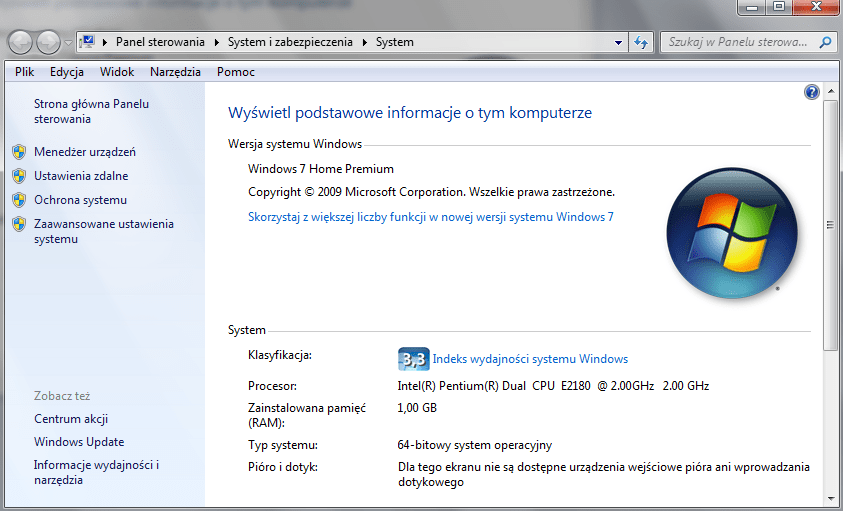 Panel sterowania ▸ System i zabezpieczenia ▸ System
Szukaj w Panelu sterowa...
Plik Edycja Widok Narzędzia Pomoc
Strona główna Panelu
sterowania
Menedżer urządzeń
Ustawienia zdalne
Ochrona systemu
Zaawansowane ustawienia
systemu
Zobacz też
Centrum akcji
Windows Update
Informacje wydajności i
narzędzia
Wyświetl podstawowe informacje o tym komputerze
Wersja systemu Windows
Windows 7 Home Premium
Copyright © 2009 Microsoft Corporation. Wszelkie prawa zastrzeżone.
Skorzystaj z większej liczby funkcji w nowej wersji systemu Windows 7
System
Klasyfikacja: 3,3 Indeks wydajności systemu Windows
Procesor: Intel(R) Pentium(R) Dual CPU E2180 @ 2.00GHz 2.00 GHz
Zainstalowana pamięć 1,00 GB
(RAM):
Typ systemu: 64-bitowy system operacyjny
Pióro i dotyk: Dla tego ekranu nie są dostępne urządzenia wejściowe pióra ani wprowadzania
dotykowego